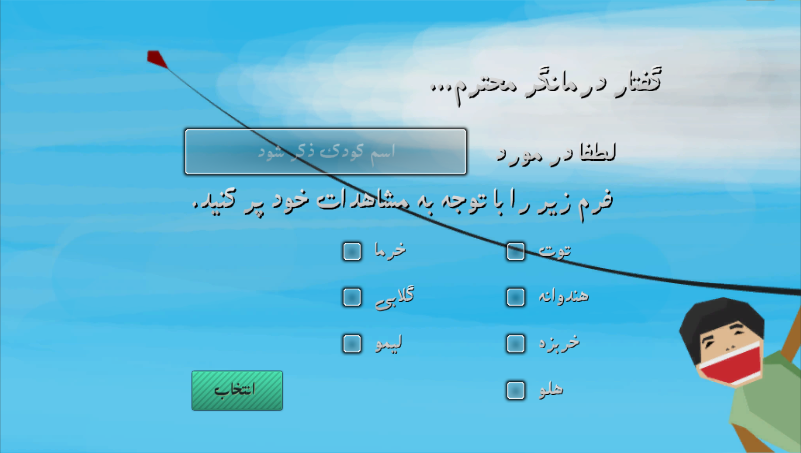 گفتار درمانگر محترم...
لطفا در مورد
اسم کودک ذکر شود
فرم زیر را با توجه به مشاهدات خود پر کنید.
توت
خرما
هندوانه
گلابی
خربزه
لیمو
هلو
انتخاب